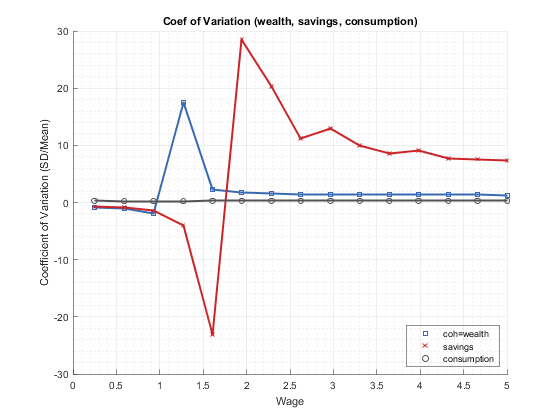 Coef of Variation (wealth, savings, consumption)
Coefficient of Variation (SD/Mean)
30
20
10
0
-10
-20
-30
0 0.5 1 1.5 2 2.5 3 3.5 4 4.5 5
Wage
coh=wealth
savings
consumption